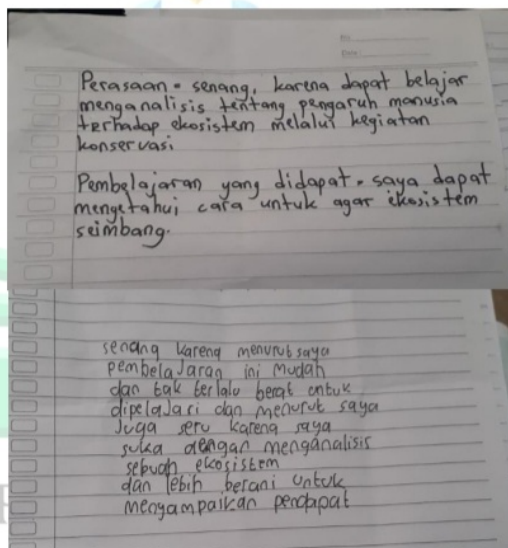 Perasaan = senang, karena dapat belajar
menganalisis tentang pengaruh manusia
terhadap ekosistem melalui kegiatan
konservasi
Pembelajaran yang didapat = saya dapat
mengetahui cara untuk agar ekosistem
seimbang.
senang karena menurut saya
pembelajaran ini mudah
dan tak terlalu berat untuk
dipelajari dan menurut saya
Juga seru karena saya
suka dengan menganalisis
sebuah ekosistem
dan lebih berani untuk
menyampaikan pendapat